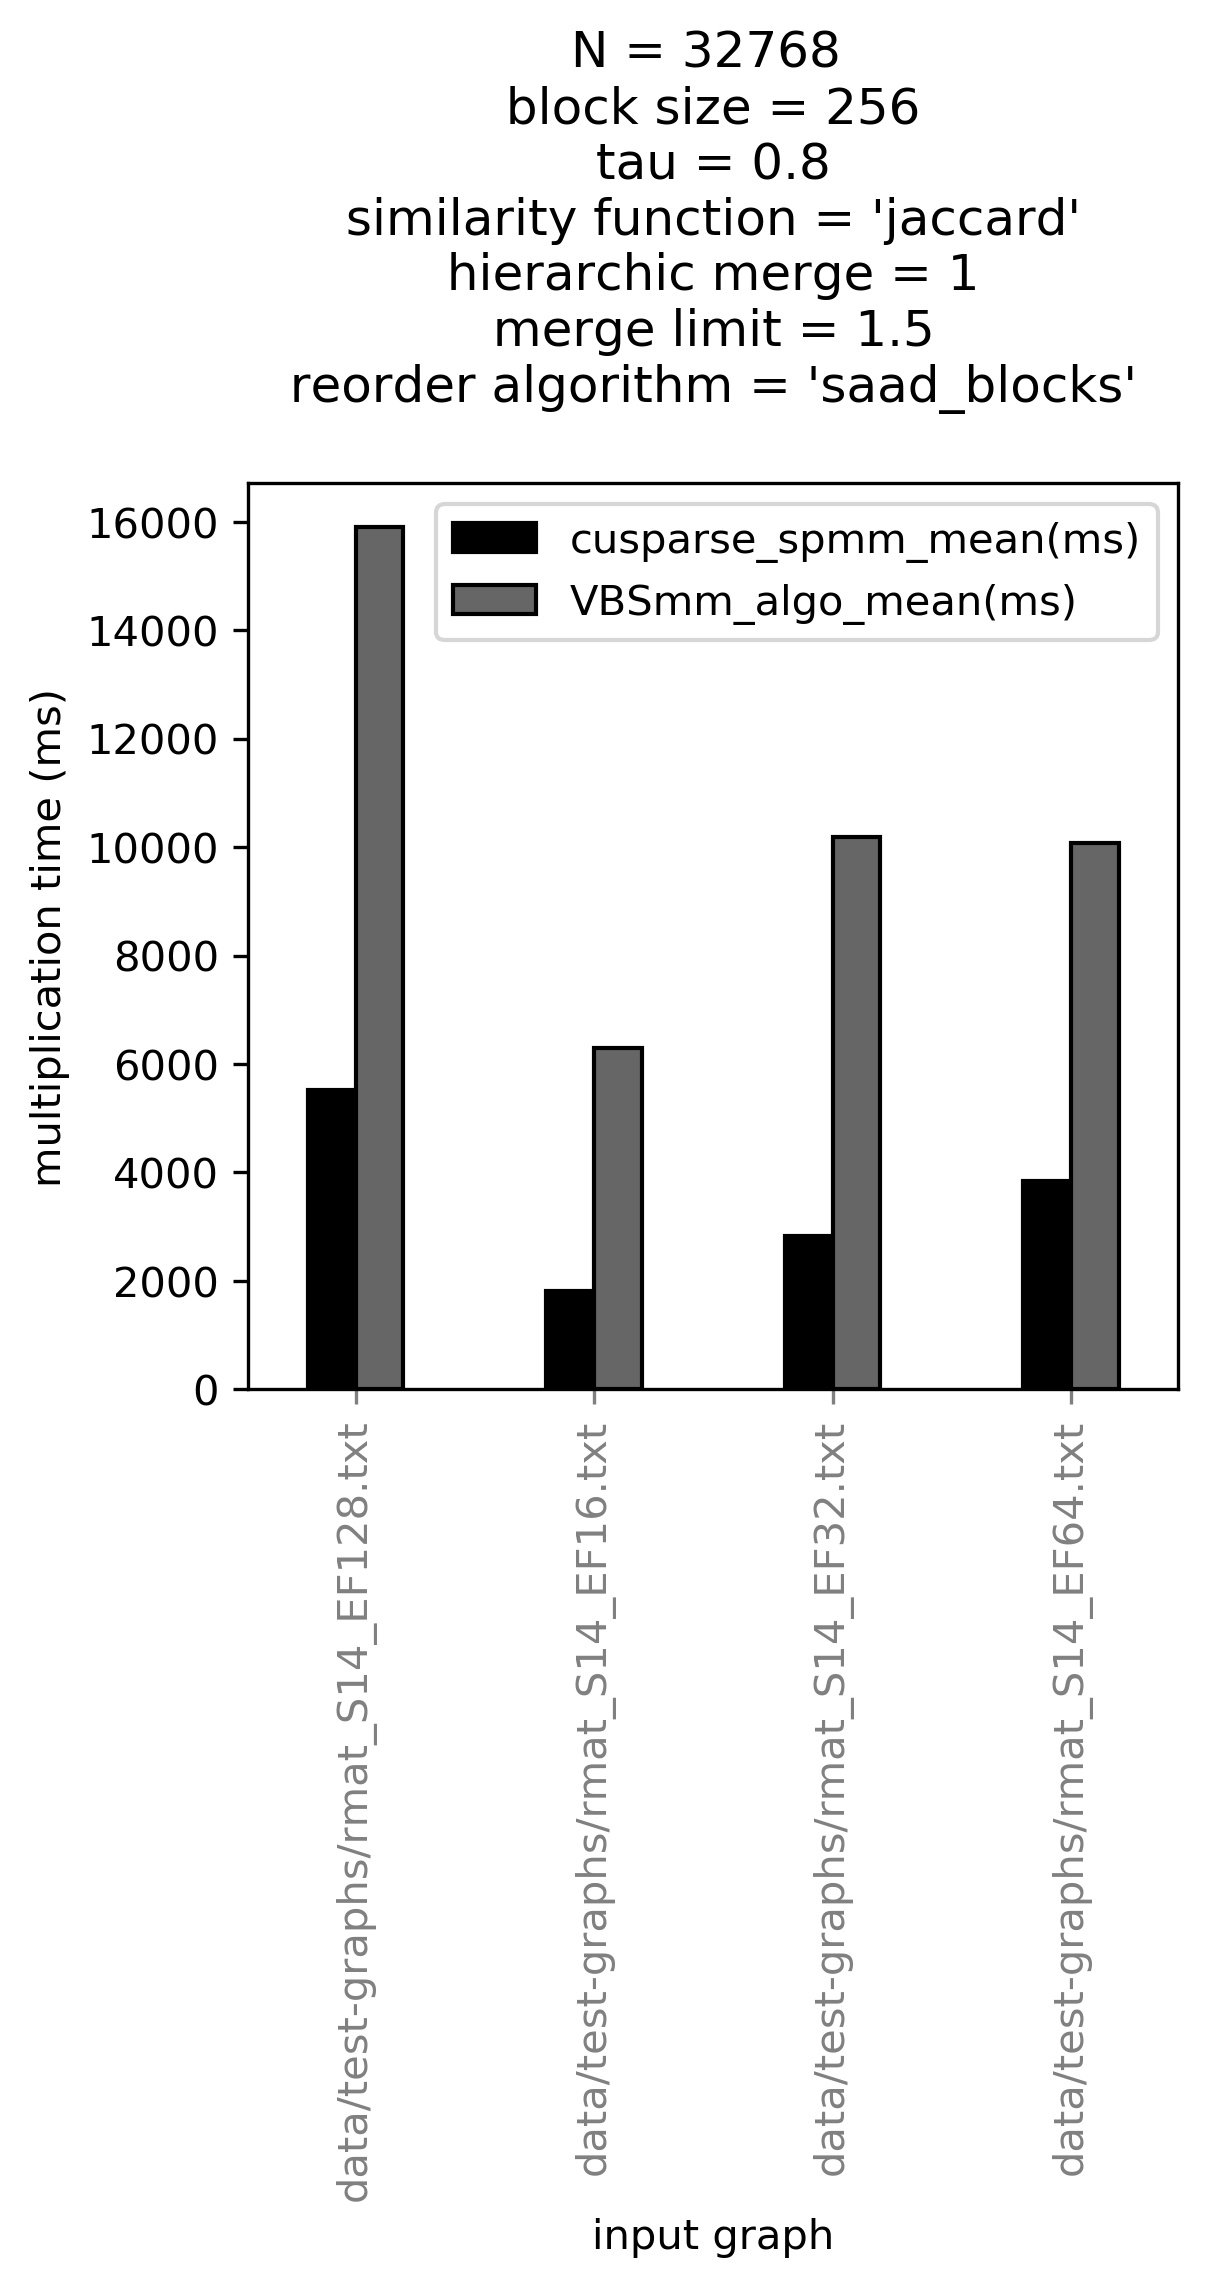 N = 32768
block size = 256
tau = 0.8
similarity function = 'jaccard'
hierarchic merge = 1
merge limit = 1.5
reorder algorithm = 'saad_blocks'
cusparse_spmm_mean(ms)
VBSmm_algo_mean(ms)
multiplication time (ms)
16000
14000
12000
10000
8000
6000
4000
2000
0
data/test-graphs/rmat_S14_EF128.txt
data/test-graphs/rmat_S14_EF16.txt
data/test-graphs/rmat_S14_EF32.txt
data/test-graphs/rmat_S14_EF64.txt
input graph